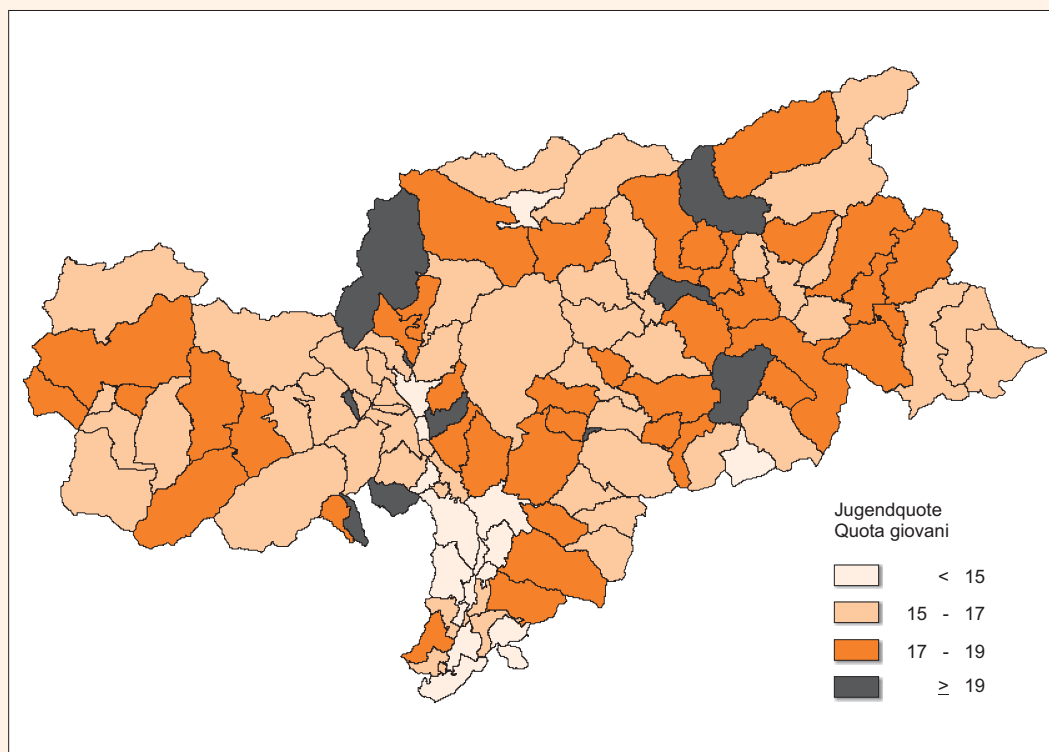 Jugendquote
Quota giovani
< 15
15 - 17
17 - 19
≥ 19